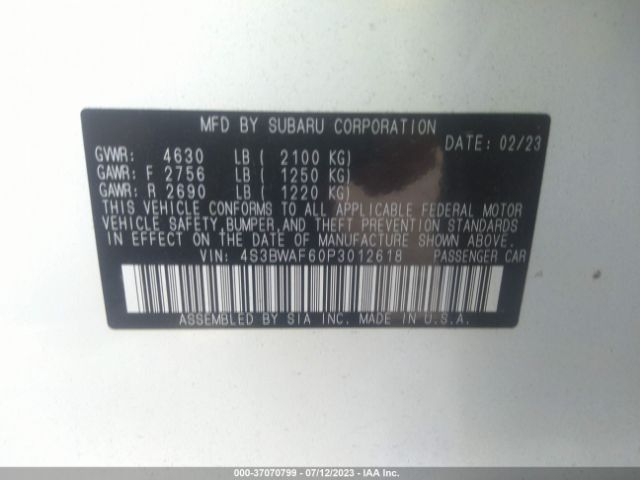 MFD BY SUBARU CORPORATION
DATE: 02/23
GVWR: 4630 LB ( 2100 KG)
GAWR: F 2756 LB ( 1250 KG)
GAWR: R 2690 LB ( 1220 KG)
THIS VEHICLE CONFORMS TO ALL APPLICABLE FEDERAL MOTOR
VEHICLE SAFETY, BUMPER, AND THEFT PREVENTION STANDARDS
IN EFFECT ON THE DATE OF MANUFACTURE SHOWN ABOVE.
VIN: 4S3BWAF60P3012618 PASSENGER CAR
ASSEMBLED BY SIA INC. MADE IN U.S.A.
000-37070799 - 07/12/2023 - IAA Inc.